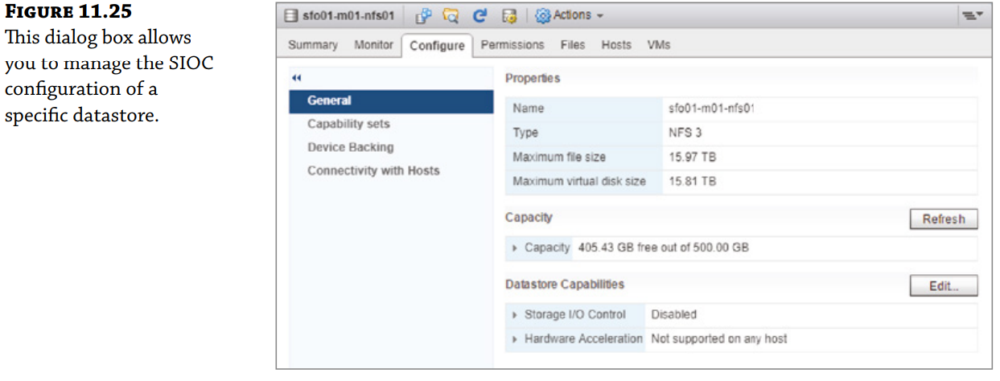 FIGURE 11.25
This dialog box allows
you to manage the SIOC
configuration of a
specific datastore.
sfo01-m01-nfs01 Actions
Summary Monitor Configure Permissions Files Hosts VMs
General
Capability sets
Device Backing
Connectivity with Hosts
Properties
Name sfo01-m01-nfs01
Type NFS 3
Maximum file size 15.97 TB
Maximum virtual disk size 15.81 TB
Capacity Refresh
Capacity 405.43 GB free out of 500.00 GB
Datastore Capabilities Edit...
Storage I/O Control Disabled
Hardware Acceleration Not supported on any host